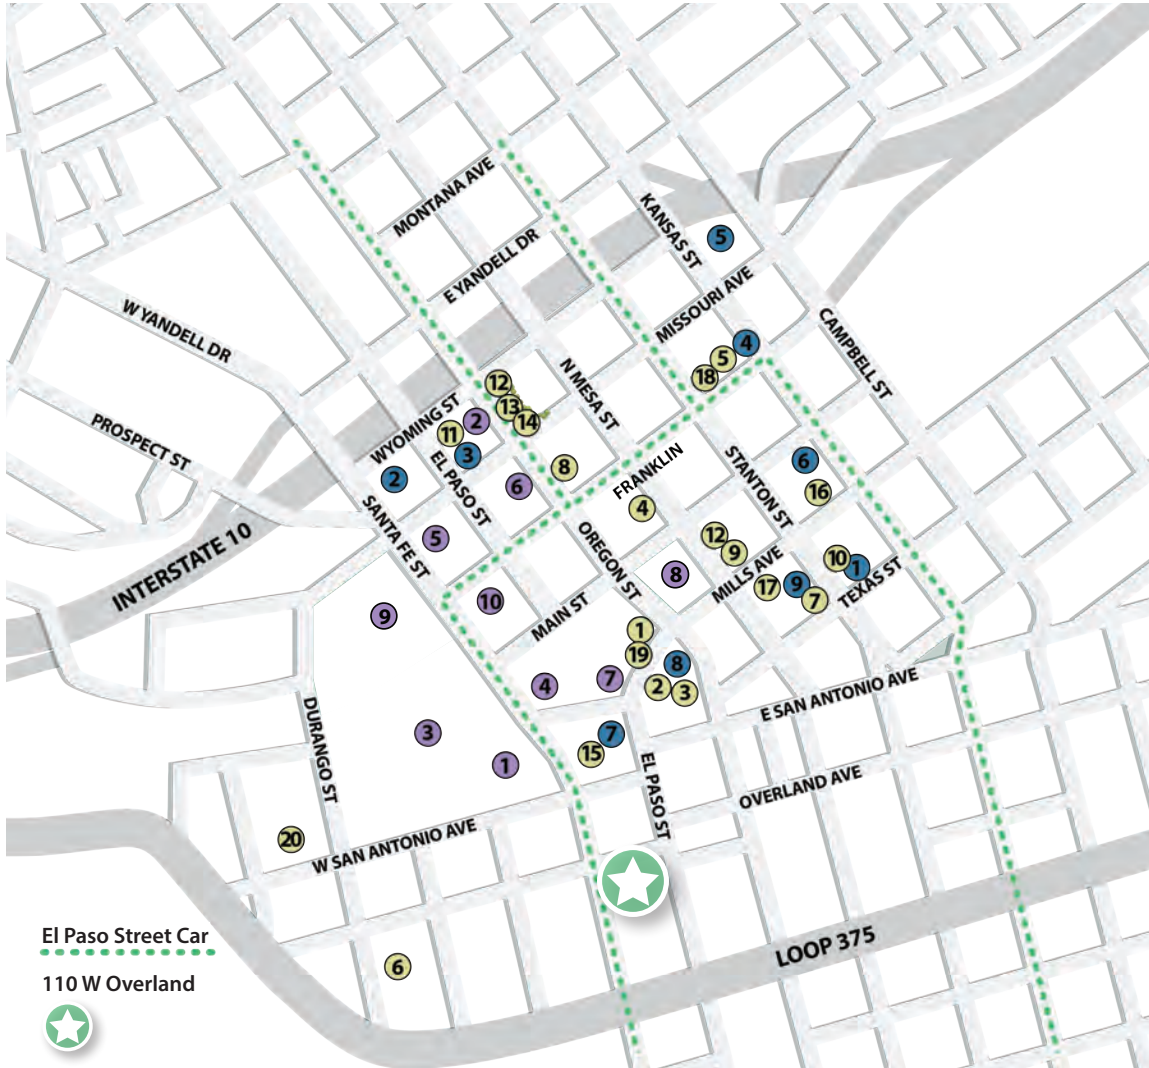 MONTANA AVE
KANSAS ST
5
E YANDELL DR
MISSOURI AVE
W YANDELL DR
CAMPBELL ST
4
5
18
N MESA ST
12
13
14
2
11
WYOMING ST
3
PROSPECT ST
2
EL PASO ST
6
8
FRANKLIN
STANTON ST
6
16
4
SANTA FE ST
5
OREGON ST
12
9
MILLS AVE
10
1
TEXAS ST
INTERSTATE 10
8
17
9
7
9
10
MAIN ST
1
19
8
4
7
2
3
E SAN ANTONIO AVE
DURANGO ST
3
7
15
1
EL PASO ST
OVERLAND AVE
20
W SAN ANTONIO AVE
LOOP 375
6
El Paso Street Car
110 W Overland